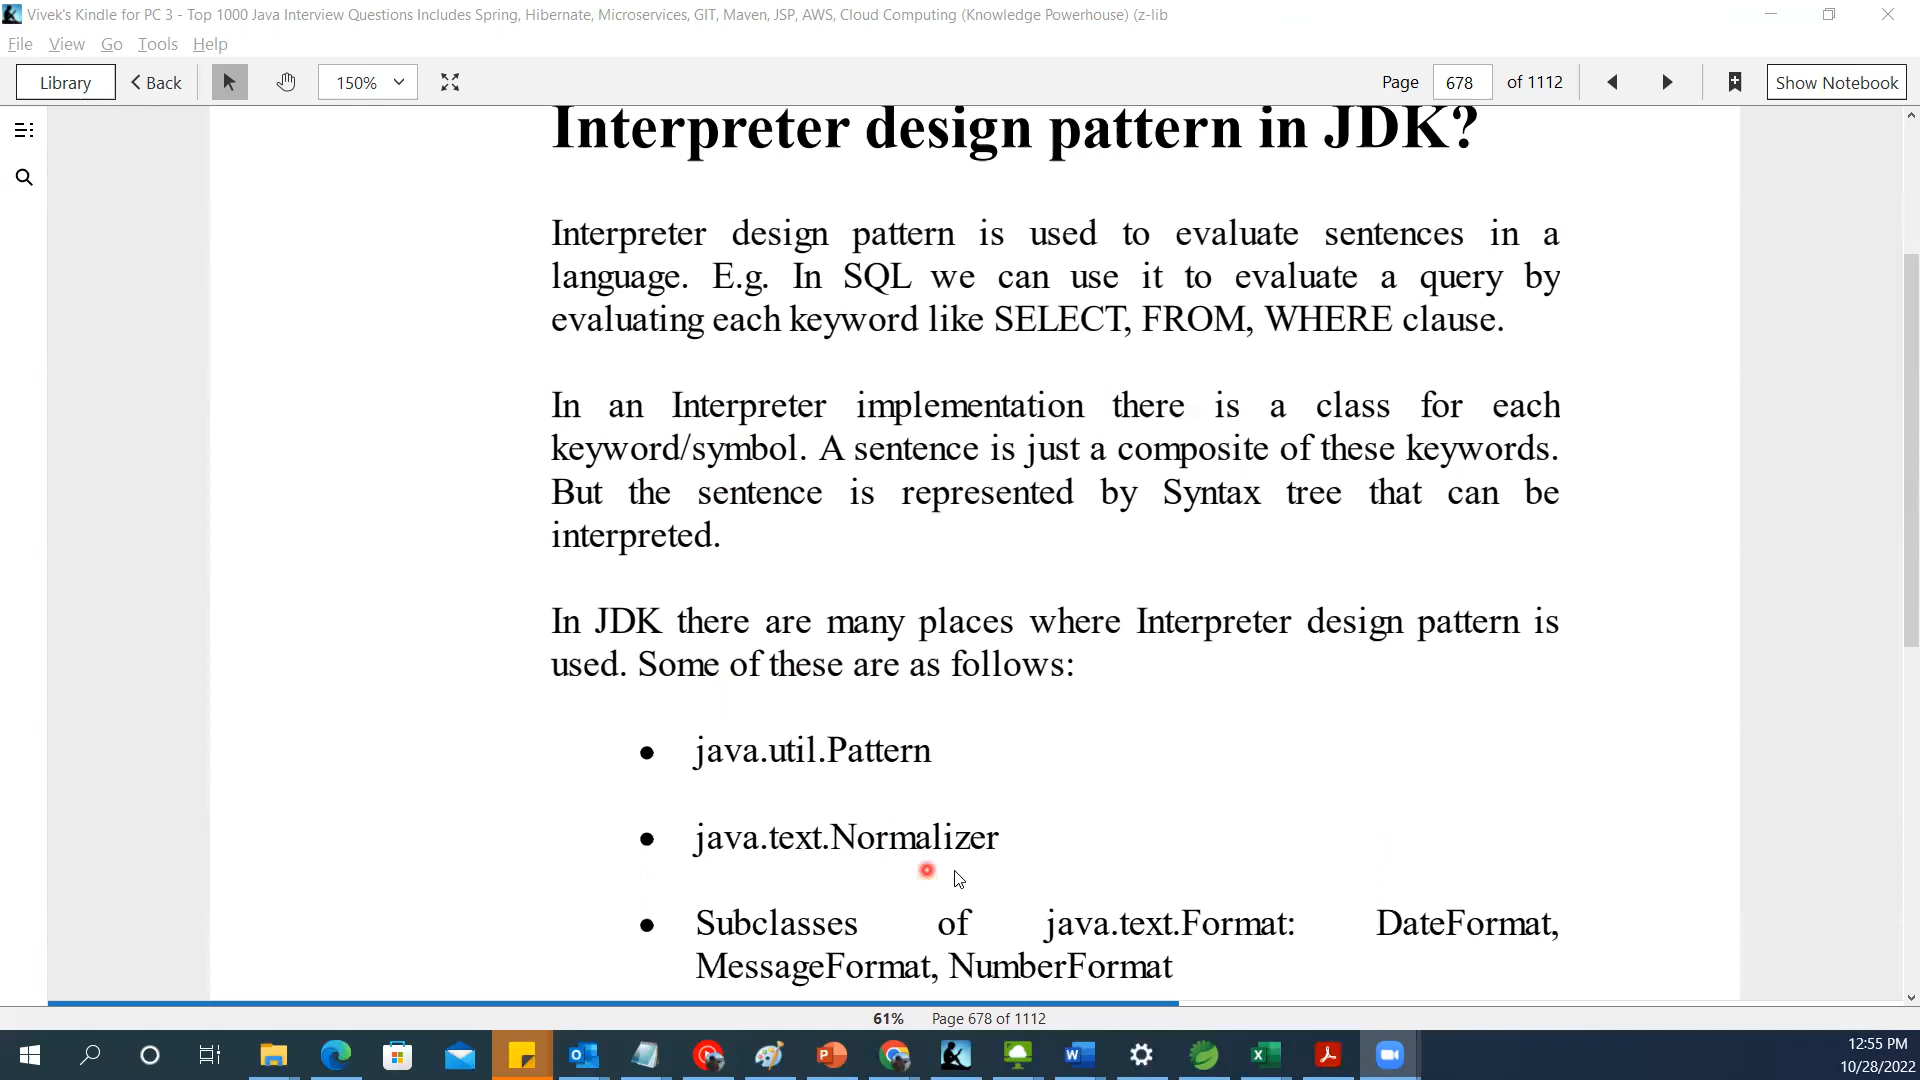 Vivek's Kindle for PC 3 - Top 1000 Java Interview Questions Includes Spring, Hibernate, Microservices, GIT, Maven, JSP, AWS, Cloud Computing (Knowledge Powerhouse) (z-lib
File View Go Tools Help
Library Back 150% Page 678 of 1112 Show Notebook
Interpreter design pattern in JDK?
Interpreter design pattern is used to evaluate sentences in a
language. E.g. In SQL we can use it to evaluate a query by
evaluating each keyword like SELECT, FROM, WHERE clause.
In an Interpreter implementation there is a class for each
keyword/symbol. A sentence is just a composite of these keywords.
But the sentence is represented by Syntax tree that can be
interpreted.
In JDK there are many places where Interpreter design pattern is
used. Some of these are as follows:
● java.util.Pattern
● java.text.Normalizer
● Subclasses of java.text.Format: DateFormat,
MessageFormat, NumberFormat
61% Page 678 of 1112
12:55 PM
10/28/2022